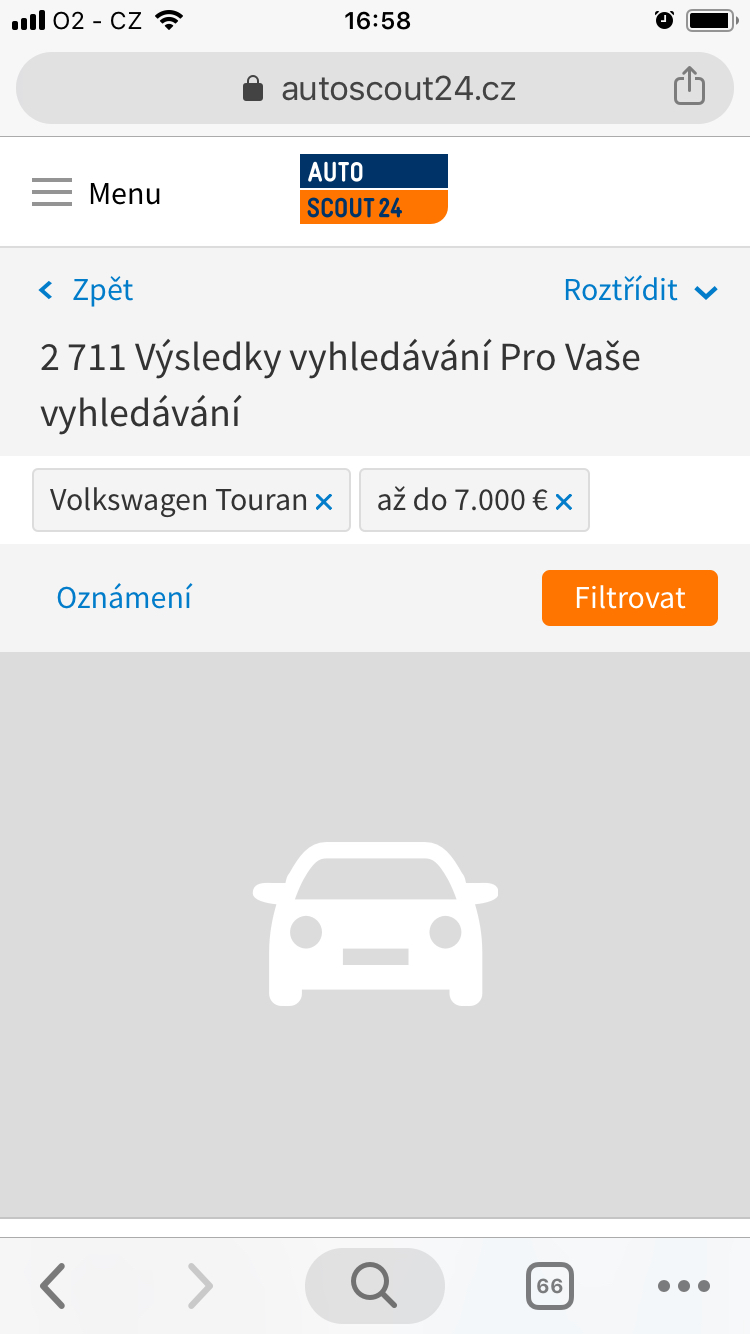 O2 - CZ 16:58
autoscout24.cz
Menu
AUTO
SCOUT 24
Zpět Roztřídit
2 711 Výsledky vyhledávání Pro Vaše
vyhledávání
Volkswagen Touran × až do 7.000 € ×
Oznámení Filtrovat
66